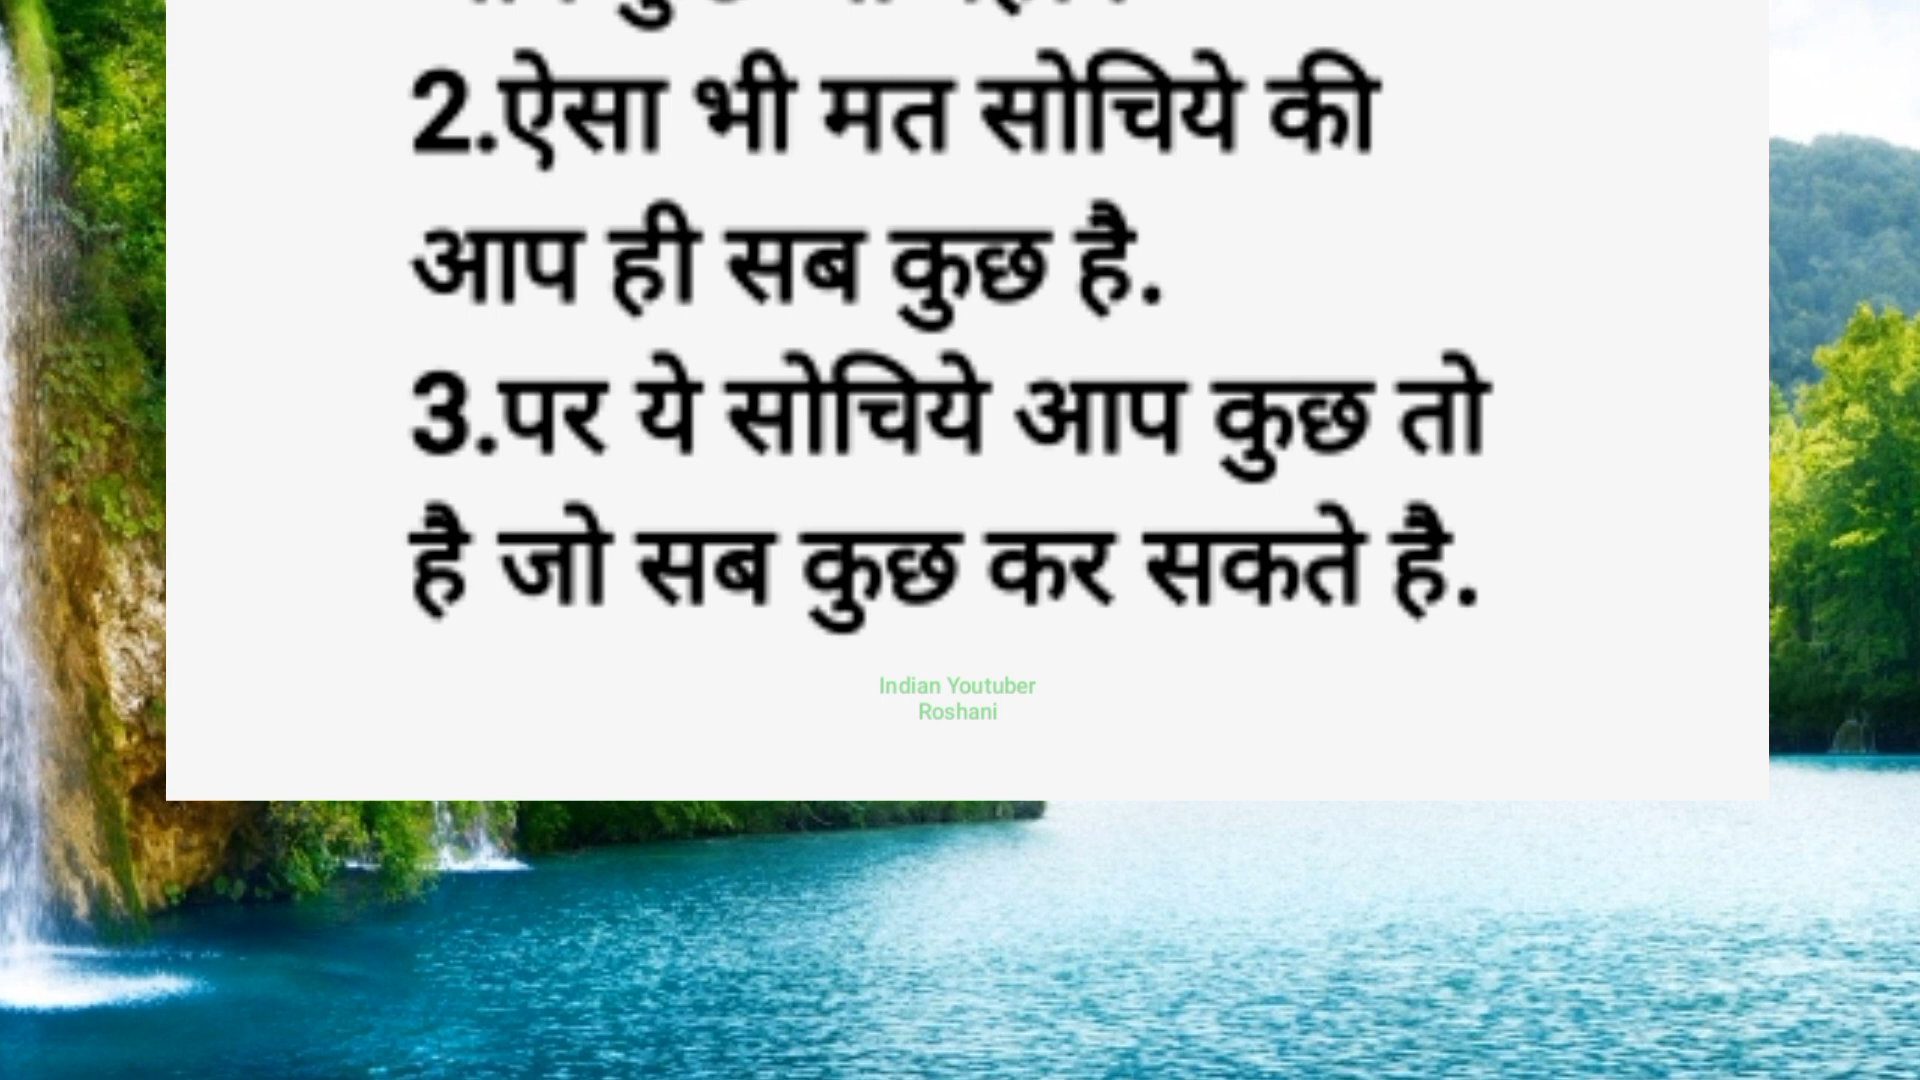 2.ऐसा भी मत सोचिये की
आप ही सब कुछ है.
3.पर ये सोचिये आप कुछ तो
है जो सब कुछ कर सकते है.
Indian Youtuber
Roshani